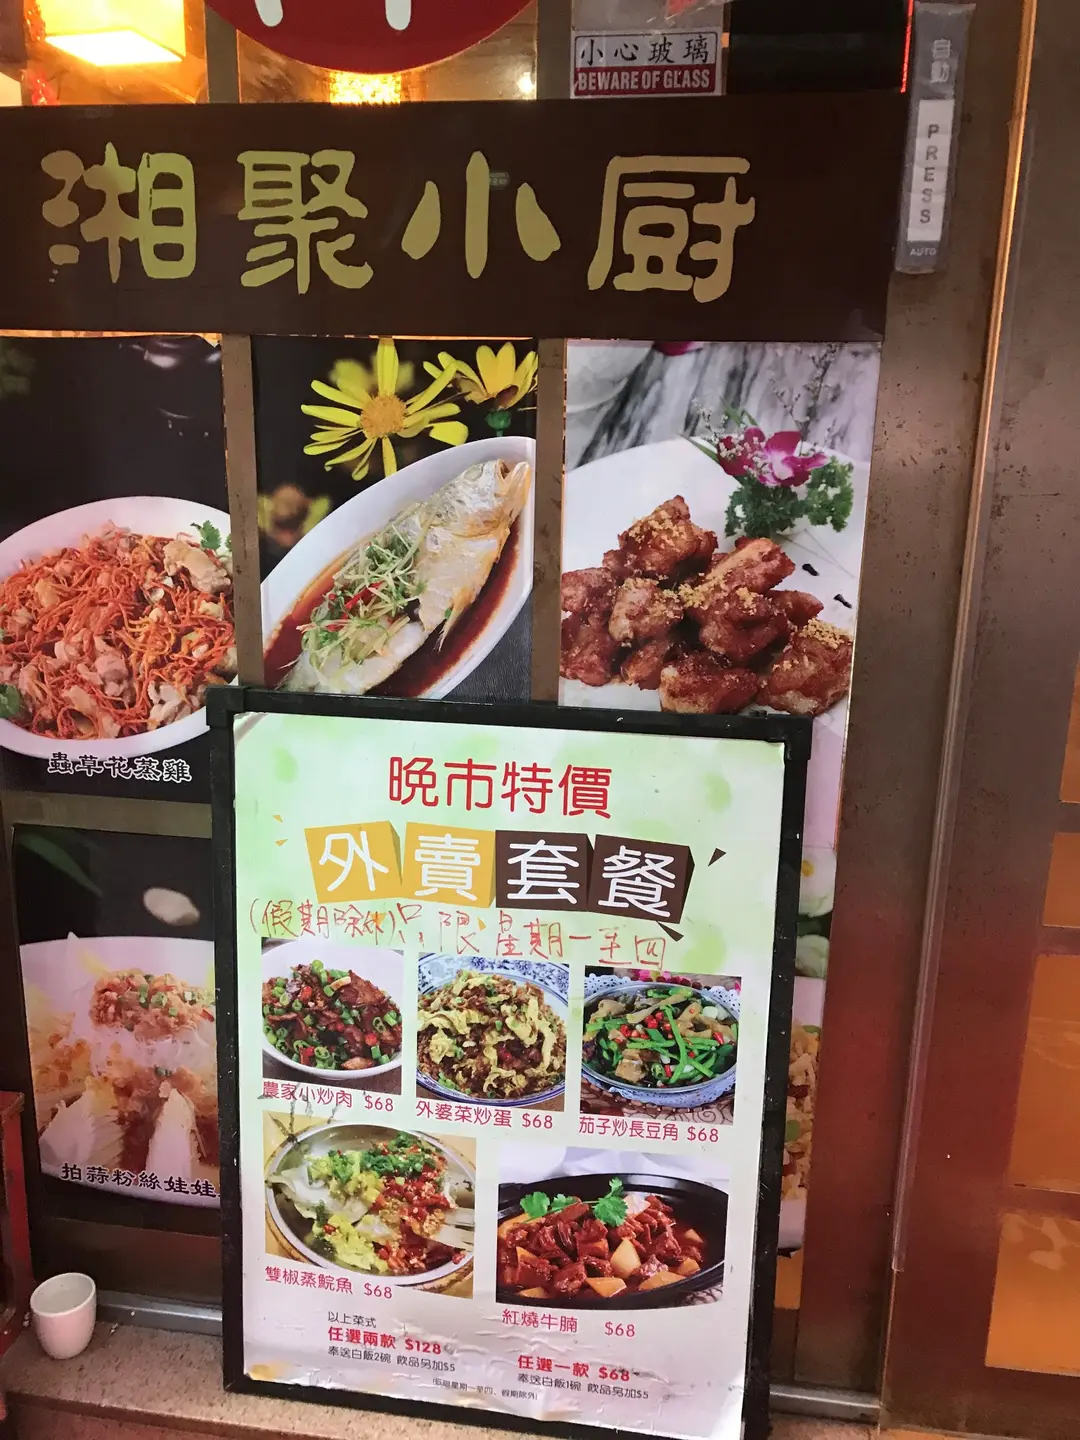 小心玻璃
BEWARE OF GLASS
自動
PRESS
AUTO
湘聚小厨
蟲草花蒸雞
拍蒜粉絲娃娃
晚市特價
外賣套餐
(假期除外)只限星期一至四
農家小炒肉 $68
外婆菜炒蛋 $68
茄子炒長豆角 $68
雙椒蒸鯇魚 $68
紅燒牛腩 $68
以上菜式
任選兩款 $128
奉送白飯2碗 飲品另加$5
任選一款 $68
奉送白飯1碗 飲品另加$5